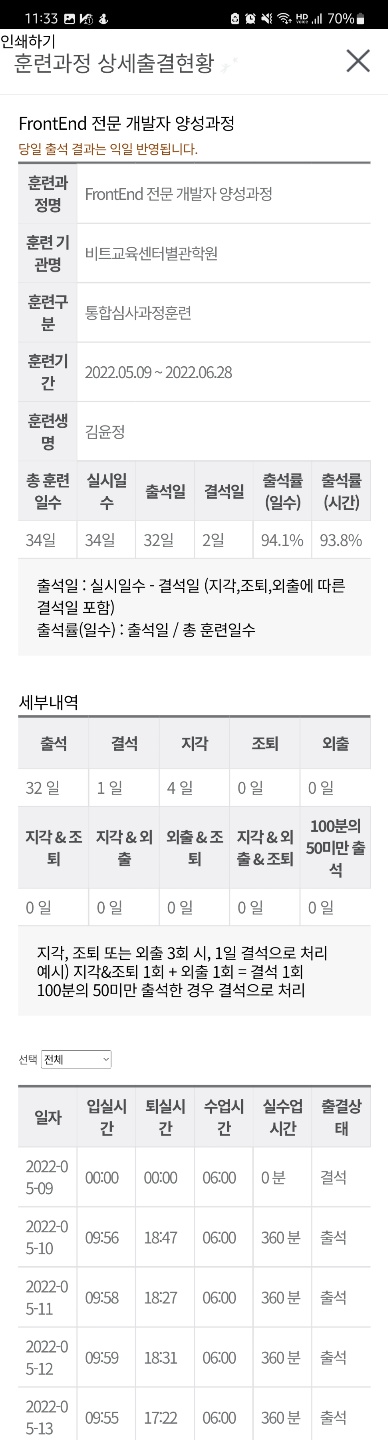 11:33 70%
인쇄하기
훈련과정 상세출결현황
FrontEnd 전문 개발자 양성과정
당일 출석 결과는 익일 반영됩니다.
훈련과
정명
FrontEnd 전문 개발자 양성과정
훈련 기
관명
비트교육센터별관학원
훈련구
분
통합심사과정훈련
훈련기
간
2022.05.09 ~ 2022.06.28
훈련생
명
김윤정
총 훈련
일수
실시일
수
출석일
결석일
출석률
(일수)
출석률
(시간)
34일 34일 32일 2일 94.1% 93.8%
출석일 : 실시일수 - 결석일 (지각,조퇴,외출에 따른
결석일 포함)
출석률(일수) : 출석일 / 총 훈련일수
세부내역
출석 결석 지각 조퇴 외출
32 일 1 일 4 일 0 일 0 일
지각 & 조
퇴
지각 & 외
출
외출 & 조
퇴
지각 & 외
출 & 조퇴
100분의
50미만 출
석
0 일 0 일 0 일 0 일 0 일
지각, 조퇴 또는 외출 3회 시, 1일 결석으로 처리
예시) 지각&조퇴 1회 + 외출 1회 = 결석 1회
100분의 50미만 출석한 경우 결석으로 처리
선택 전체
일자
입실시
간
퇴실시
간
수업시
간
실수업
시간
출결상
태
2022-0
5-09
00:00 00:00 06:00 0 분 결석
2022-0
5-10
09:56 18:47 06:00 360 분 출석
2022-0
5-11
09:58 18:27 06:00 360 분 출석
2022-0
5-12
09:59 18:31 06:00 360 분 출석
2022-0
5-13
09:55 17:22 06:00 360 분 출석